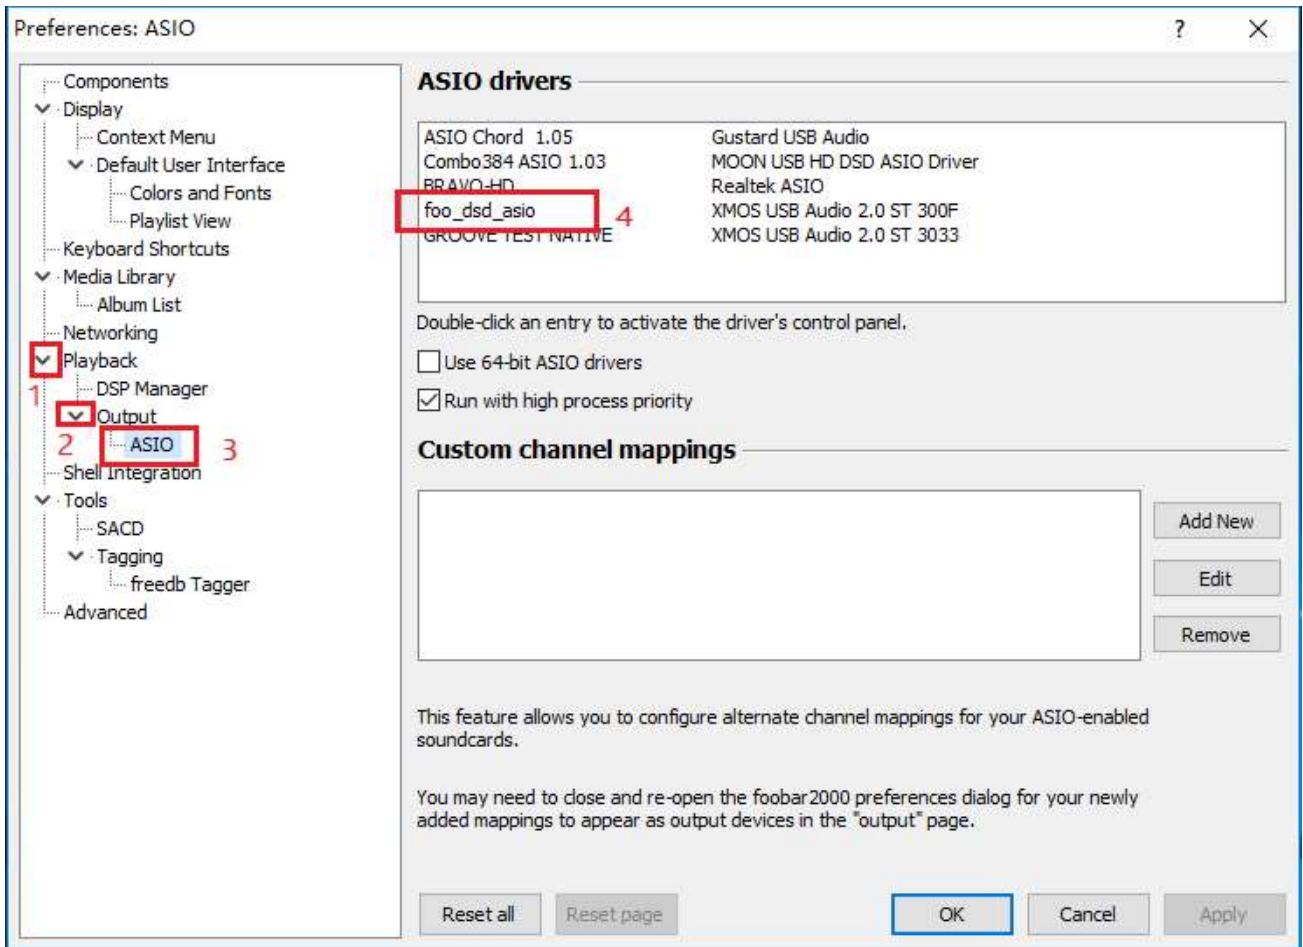 Preferences: ASIO
?
Components
Display
Context Menu
Default User Interface
Colors and Fonts
Playlist View
Keyboard Shortcuts
Media Library
Album List
Networking
Playback
1
DSP Manager
Output
2
ASIO
3
Shell Integration
Tools
SACD
Tagging
freedb Tagger
Advanced
ASIO drivers
ASIO Chord 1.05 Gustard USB Audio
Combo384 ASIO 1.03 MOON USB HD DSD ASIO Driver
BRAVO-HD Realtek ASIO
foo_dsd_asio 4 XMOS USB Audio 2.0 ST 300F
GROOVE TEST NATIVE XMOS USB Audio 2.0 ST 3033
Double-click an entry to activate the driver's control panel.
Use 64-bit ASIO drivers
Run with high process priority
Custom channel mappings
Add New
Edit
Remove
This feature allows you to configure alternate channel mappings for your ASIO-enabled
soundcards.
You may need to close and re-open the foobar2000 preferences dialog for your newly
added mappings to appear as output devices in the "output" page.
Reset all Reset page OK Cancel Apply